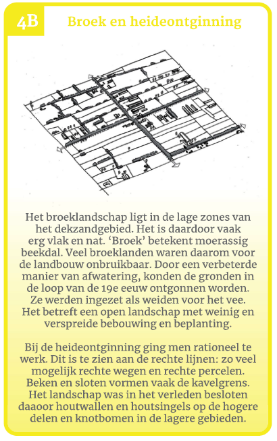 4B
Broek en heideontginning
Het broeklandschap ligt in de lage zones van
het dekzandgebied. Het is daardoor vaak
erg vlak en nat. ‘Broek’ betekent moerassig
beekdal. Veel broeklanden waren daarom voor
de landbouw onbruikbaar. Door een verbeterde
manier van afwatering, konden de gronden in
de loop van de 19e eeuw ontgonnen worden.
Ze werden ingezet als weiden voor het vee.
Het betreft een open landschap met weinig en
verspreide bebouwing en beplanting.
Bij de heideontginning ging men rationeel te
werk. Dit is te zien aan de rechte lijnen: zo veel
mogelijk rechte wegen en rechte percelen.
Beken en sloten vormen vaak de kavelgrens.
Het landschap was in het verleden besloten
daaoor houtwallen en houtsingels op de hogere
delen en knotbomen in de lagere gebieden.